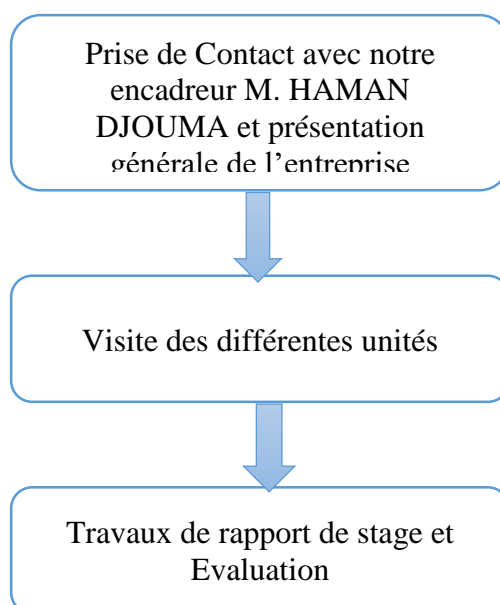 Prise de Contact avec notre
encadreur M. HAMAN
DJOUMA et présentation
générale de l’entreprise
Visite des différentes unités
Travaux de rapport de stage et
Evaluation